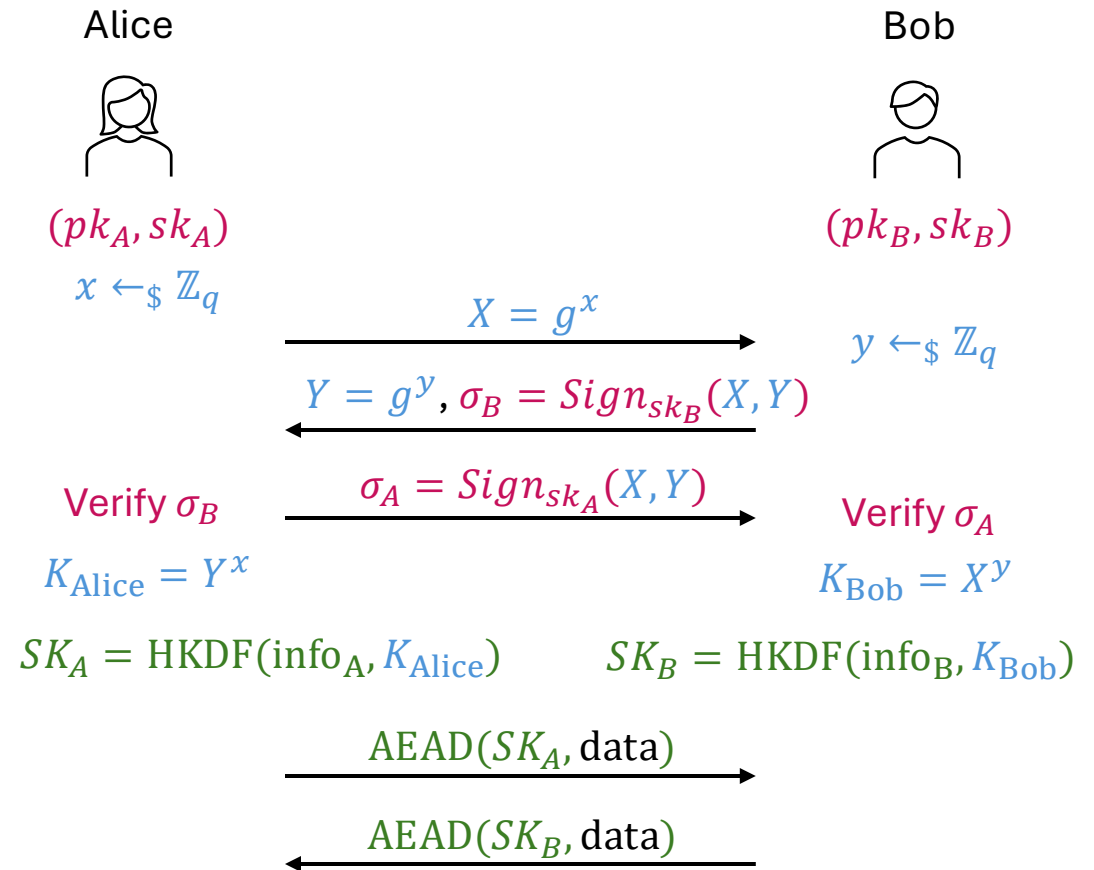 Alice Bob
(pk_A, sk_A) (pk_B, sk_B)
x ←_$ ℤ_q
X = g^x
y ←_$ ℤ_q
Y = g^y, σ_B = Sign_{sk_B}(X, Y)
σ_A = Sign_{sk_A}(X, Y)
Verify σ_B Verify σ_A
K_Alice = Y^x K_Bob = X^y
SK_A = HKDF(info_A, K_Alice) SK_B = HKDF(info_B, K_Bob)
AEAD(SK_A, data)
AEAD(SK_B, data)